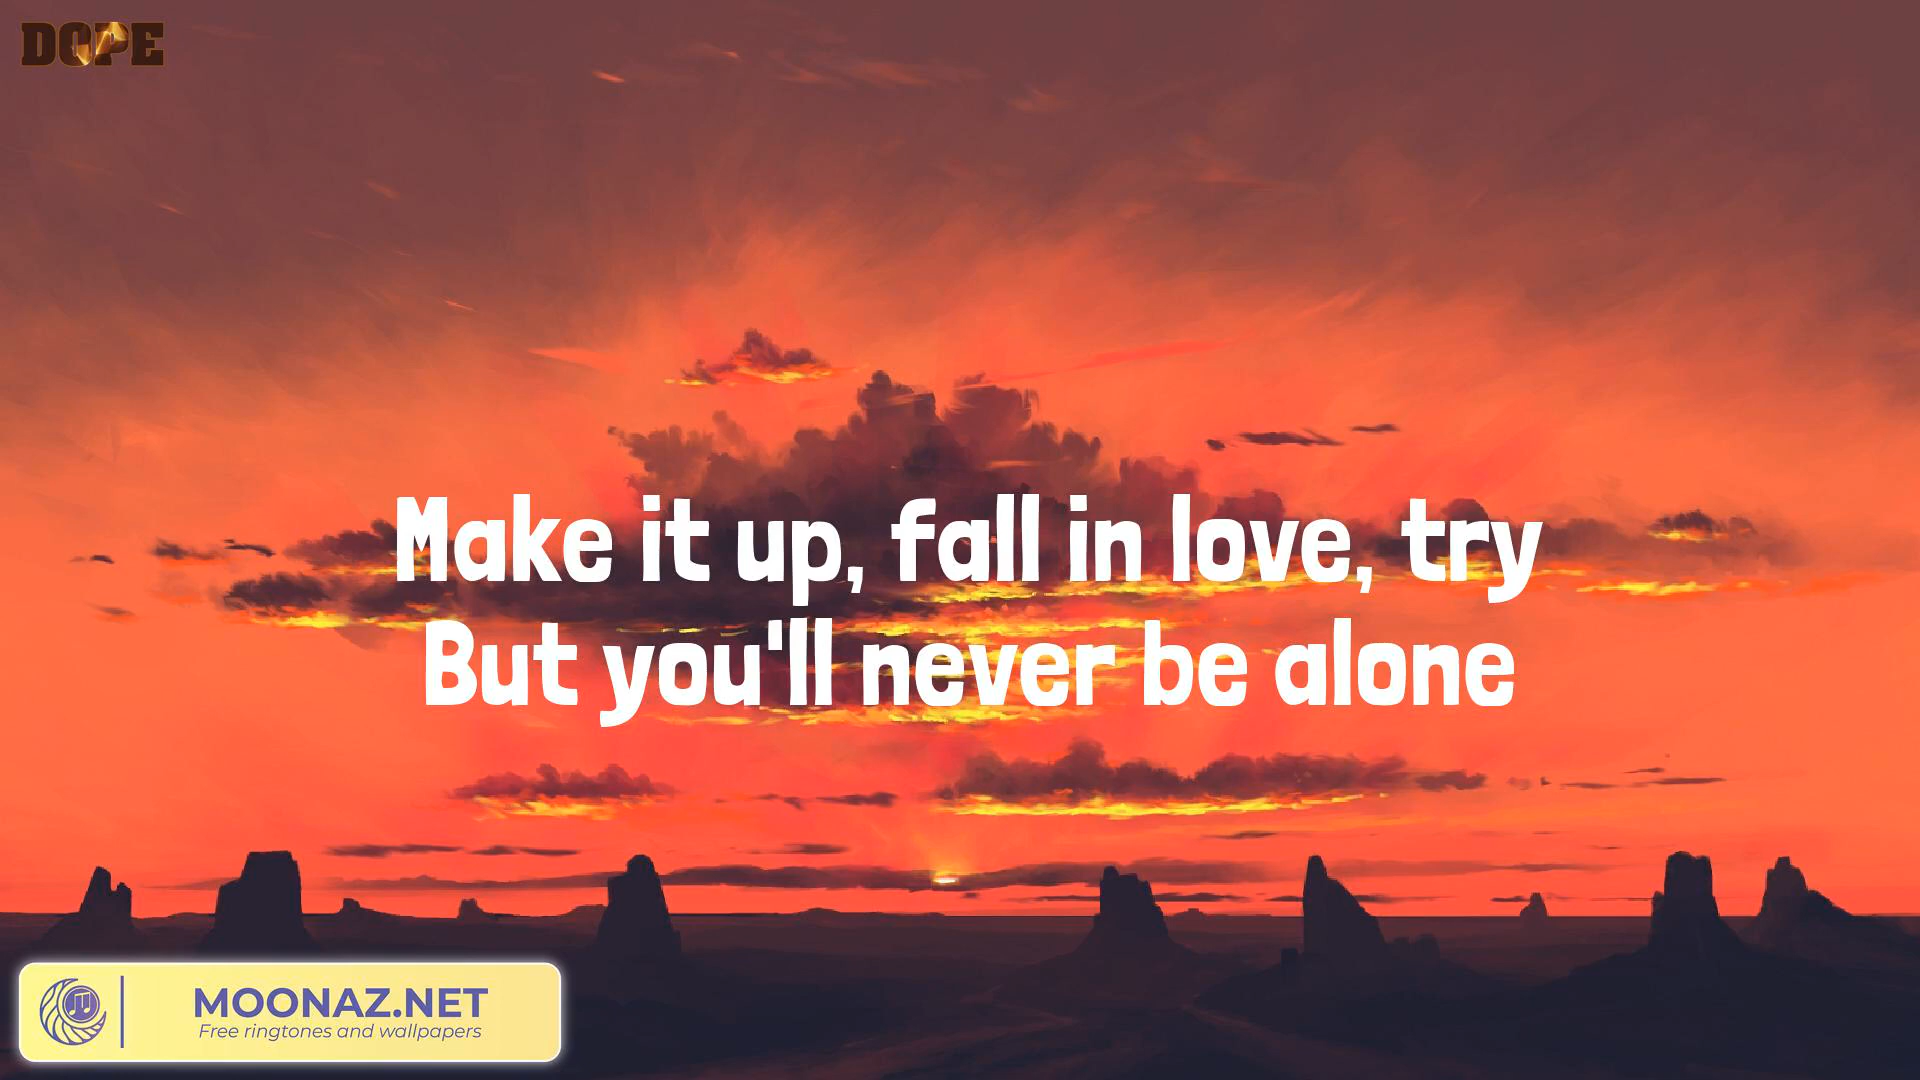 DOPE
Make it up, fall in love, try
But you'll never be alone
MOONAZ.NET
Free ringtones and wallpapers